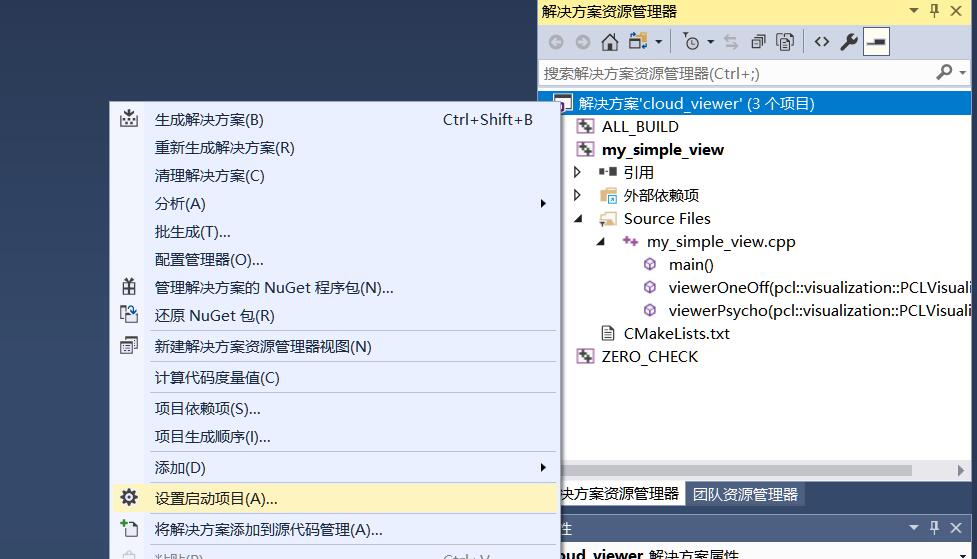 解决方案资源管理器
搜索解决方案资源管理器(Ctrl+;)
解决方案'cloud_viewer' (3 个项目)
ALL_BUILD
my_simple_view
引用
外部依赖项
Source Files
my_simple_view.cpp
main()
viewerOneOff(pcl::visualization::PCLVisuali
viewerPsycho(pcl::visualization::PCLVisuali
CMakeLists.txt
ZERO_CHECK
生成解决方案(B) Ctrl+Shift+B
重新生成解决方案(R)
清理解决方案(C)
分析(A)
批生成(T)...
配置管理器(O)...
管理解决方案的 NuGet 程序包(N)...
还原 NuGet 包(R)
新建解决方案资源管理器视图(N)
计算代码度量值(C)
项目依赖项(S)...
项目生成顺序(I)...
添加(D)
设置启动项目(A)...
将解决方案添加到源代码管理(A)...
粘贴(P) Ctrl+V
决方案资源管理器 团队资源管理器
性
oud_viewer 解决方案属性